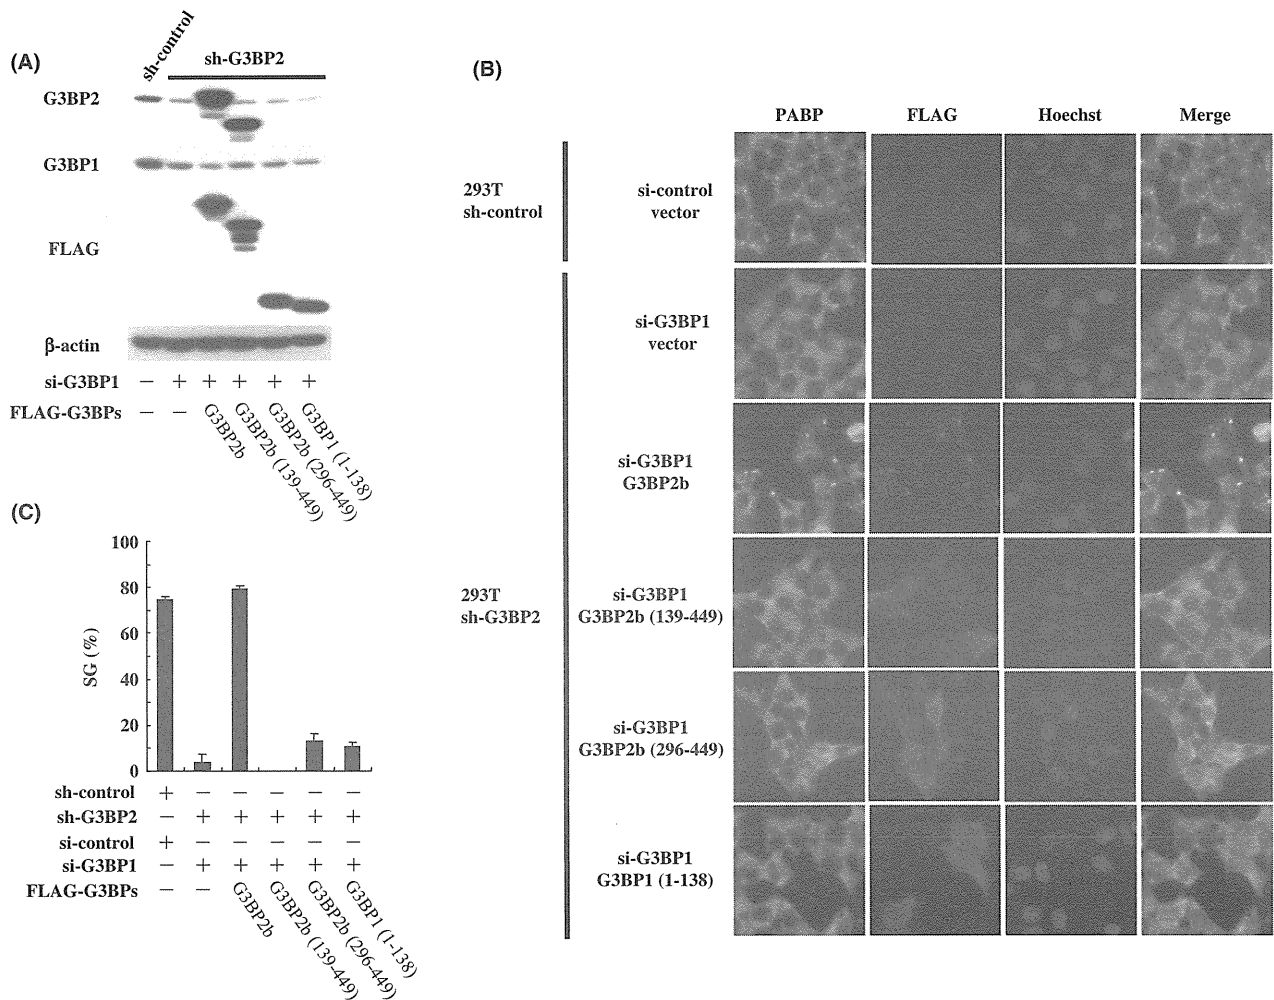 (A)
sh-control
sh-G3BP2
G3BP2
G3BP1
FLAG
β-actin
si-G3BP1 − + + + + +
FLAG-G3BPs − − G3BP2b G3BP2b (139-449) G3BP2b (296-449) G3BP1 (1-138)
(B)
PABP FLAG Hoechst Merge
293T
sh-control
si-control
vector
293T
sh-G3BP2
si-G3BP1
vector
si-G3BP1
G3BP2b
si-G3BP1
G3BP2b (139-449)
si-G3BP1
G3BP2b (296-449)
si-G3BP1
G3BP1 (1-138)
(C)
SG (%)
100
80
60
40
20
0
sh-control + − − − − −
sh-G3BP2 − + + + + +
si-control + − − − − −
si-G3BP1 − + + + + +
FLAG-G3BPs − − G3BP2b G3BP2b (139-449) G3BP2b (296-449) G3BP1 (1-138)